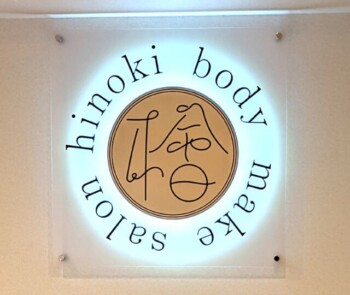 hinoki body make salon
檜